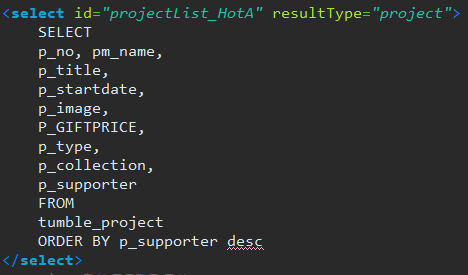 <select id="projectList_HotA" resultType="project">
SELECT
p_no, pm_name,
p_title,
p_startdate,
p_image,
P_GIFTPRICE,
p_type,
p_collection,
p_supporter
FROM
tumble_project
ORDER BY p_supporter desc
</select>